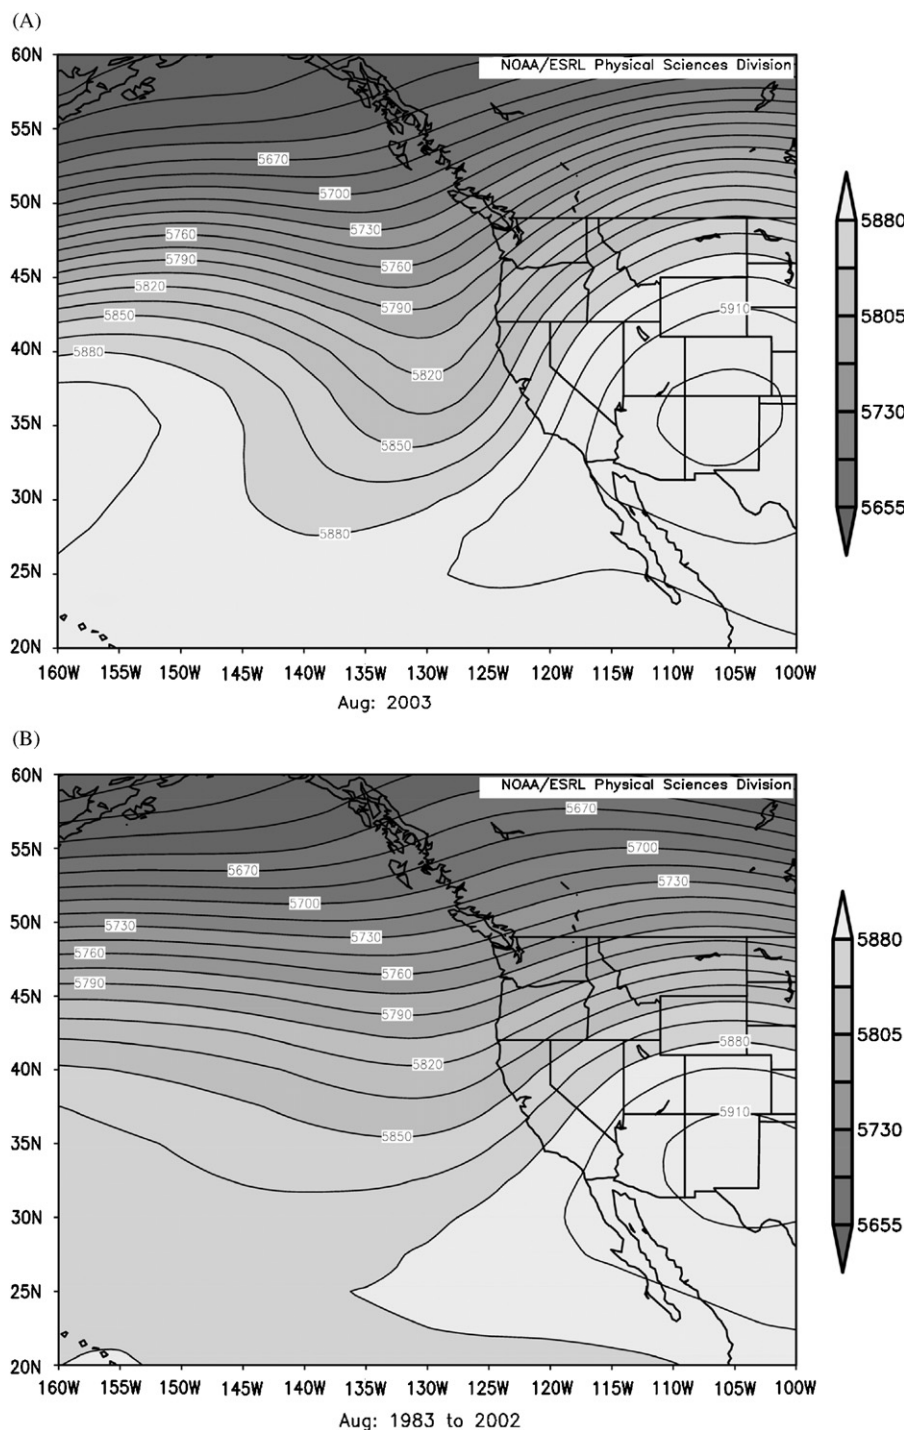 (A)
NOAA/ESRL Physical Sciences Division
60N
55N
50N
45N
40N
35N
30N
25N
20N
5670
5700
5730
5760
5760
5790
5790
5820
5820
5850
5850
5880
5880
5910
160W 155W 150W 145W 140W 135W 130W 125W 120W 115W 110W 105W 100W
Aug: 2003
5880
5805
5730
5655
(B)
NOAA/ESRL Physical Sciences Division
60N
55N
50N
45N
40N
35N
30N
25N
20N
5670
5670
5700
5700
5730
5730
5730
5760
5760
5790
5790
5820
5850
5880
5910
160W 155W 150W 145W 140W 135W 130W 125W 120W 115W 110W 105W 100W
Aug: 1983 to 2002
5880
5805
5730
5655